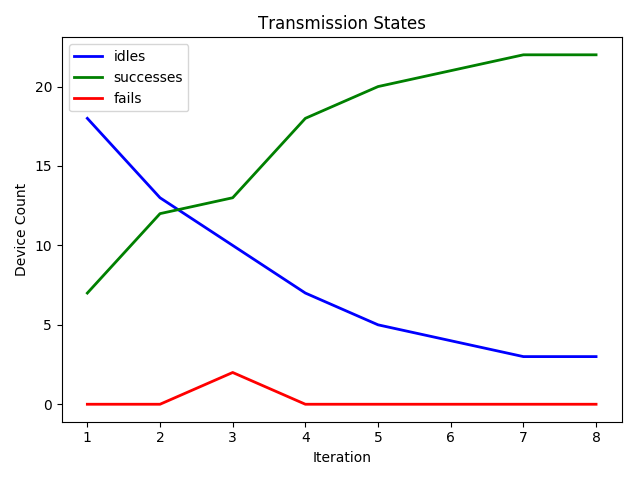 Transmission States
idles
successes
fails
Device Count
20
15
10
5
0
1 2 3 4 5 6 7 8
Iteration